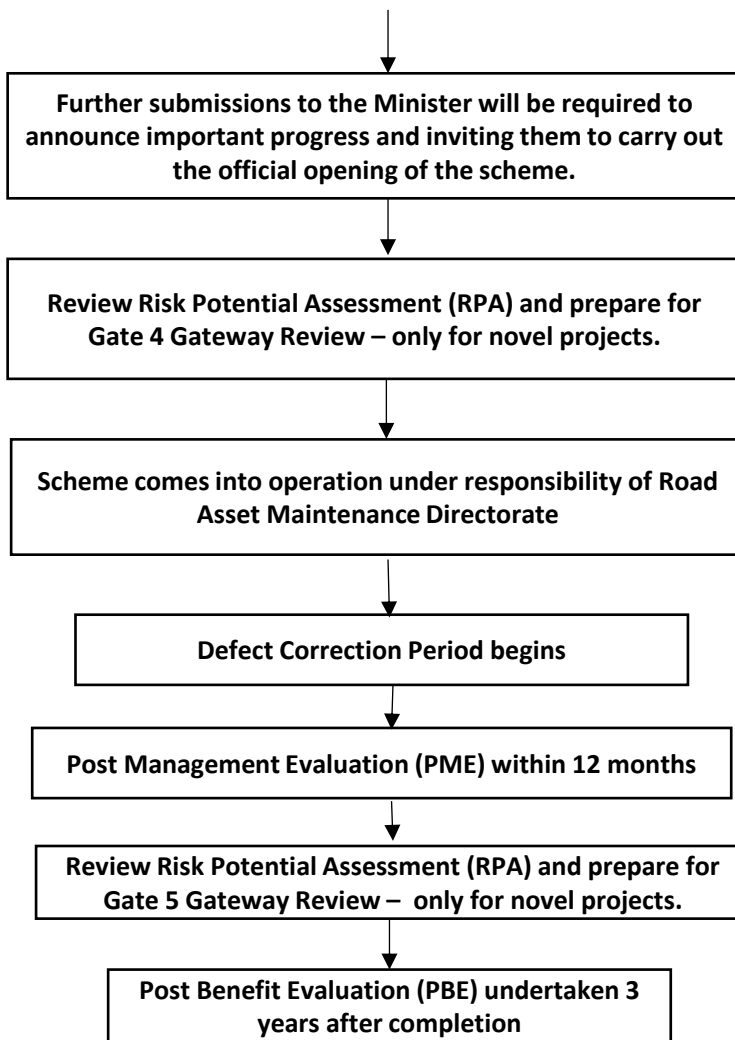 Further submissions to the Minister will be required to
announce important progress and inviting them to carry out
the official opening of the scheme.
Review Risk Potential Assessment (RPA) and prepare for
Gate 4 Gateway Review – only for novel projects.
Scheme comes into operation under responsibility of Road
Asset Maintenance Directorate
Defect Correction Period begins
Post Management Evaluation (PME) within 12 months
Review Risk Potential Assessment (RPA) and prepare for
Gate 5 Gateway Review – only for novel projects.
Post Benefit Evaluation (PBE) undertaken 3
years after completion